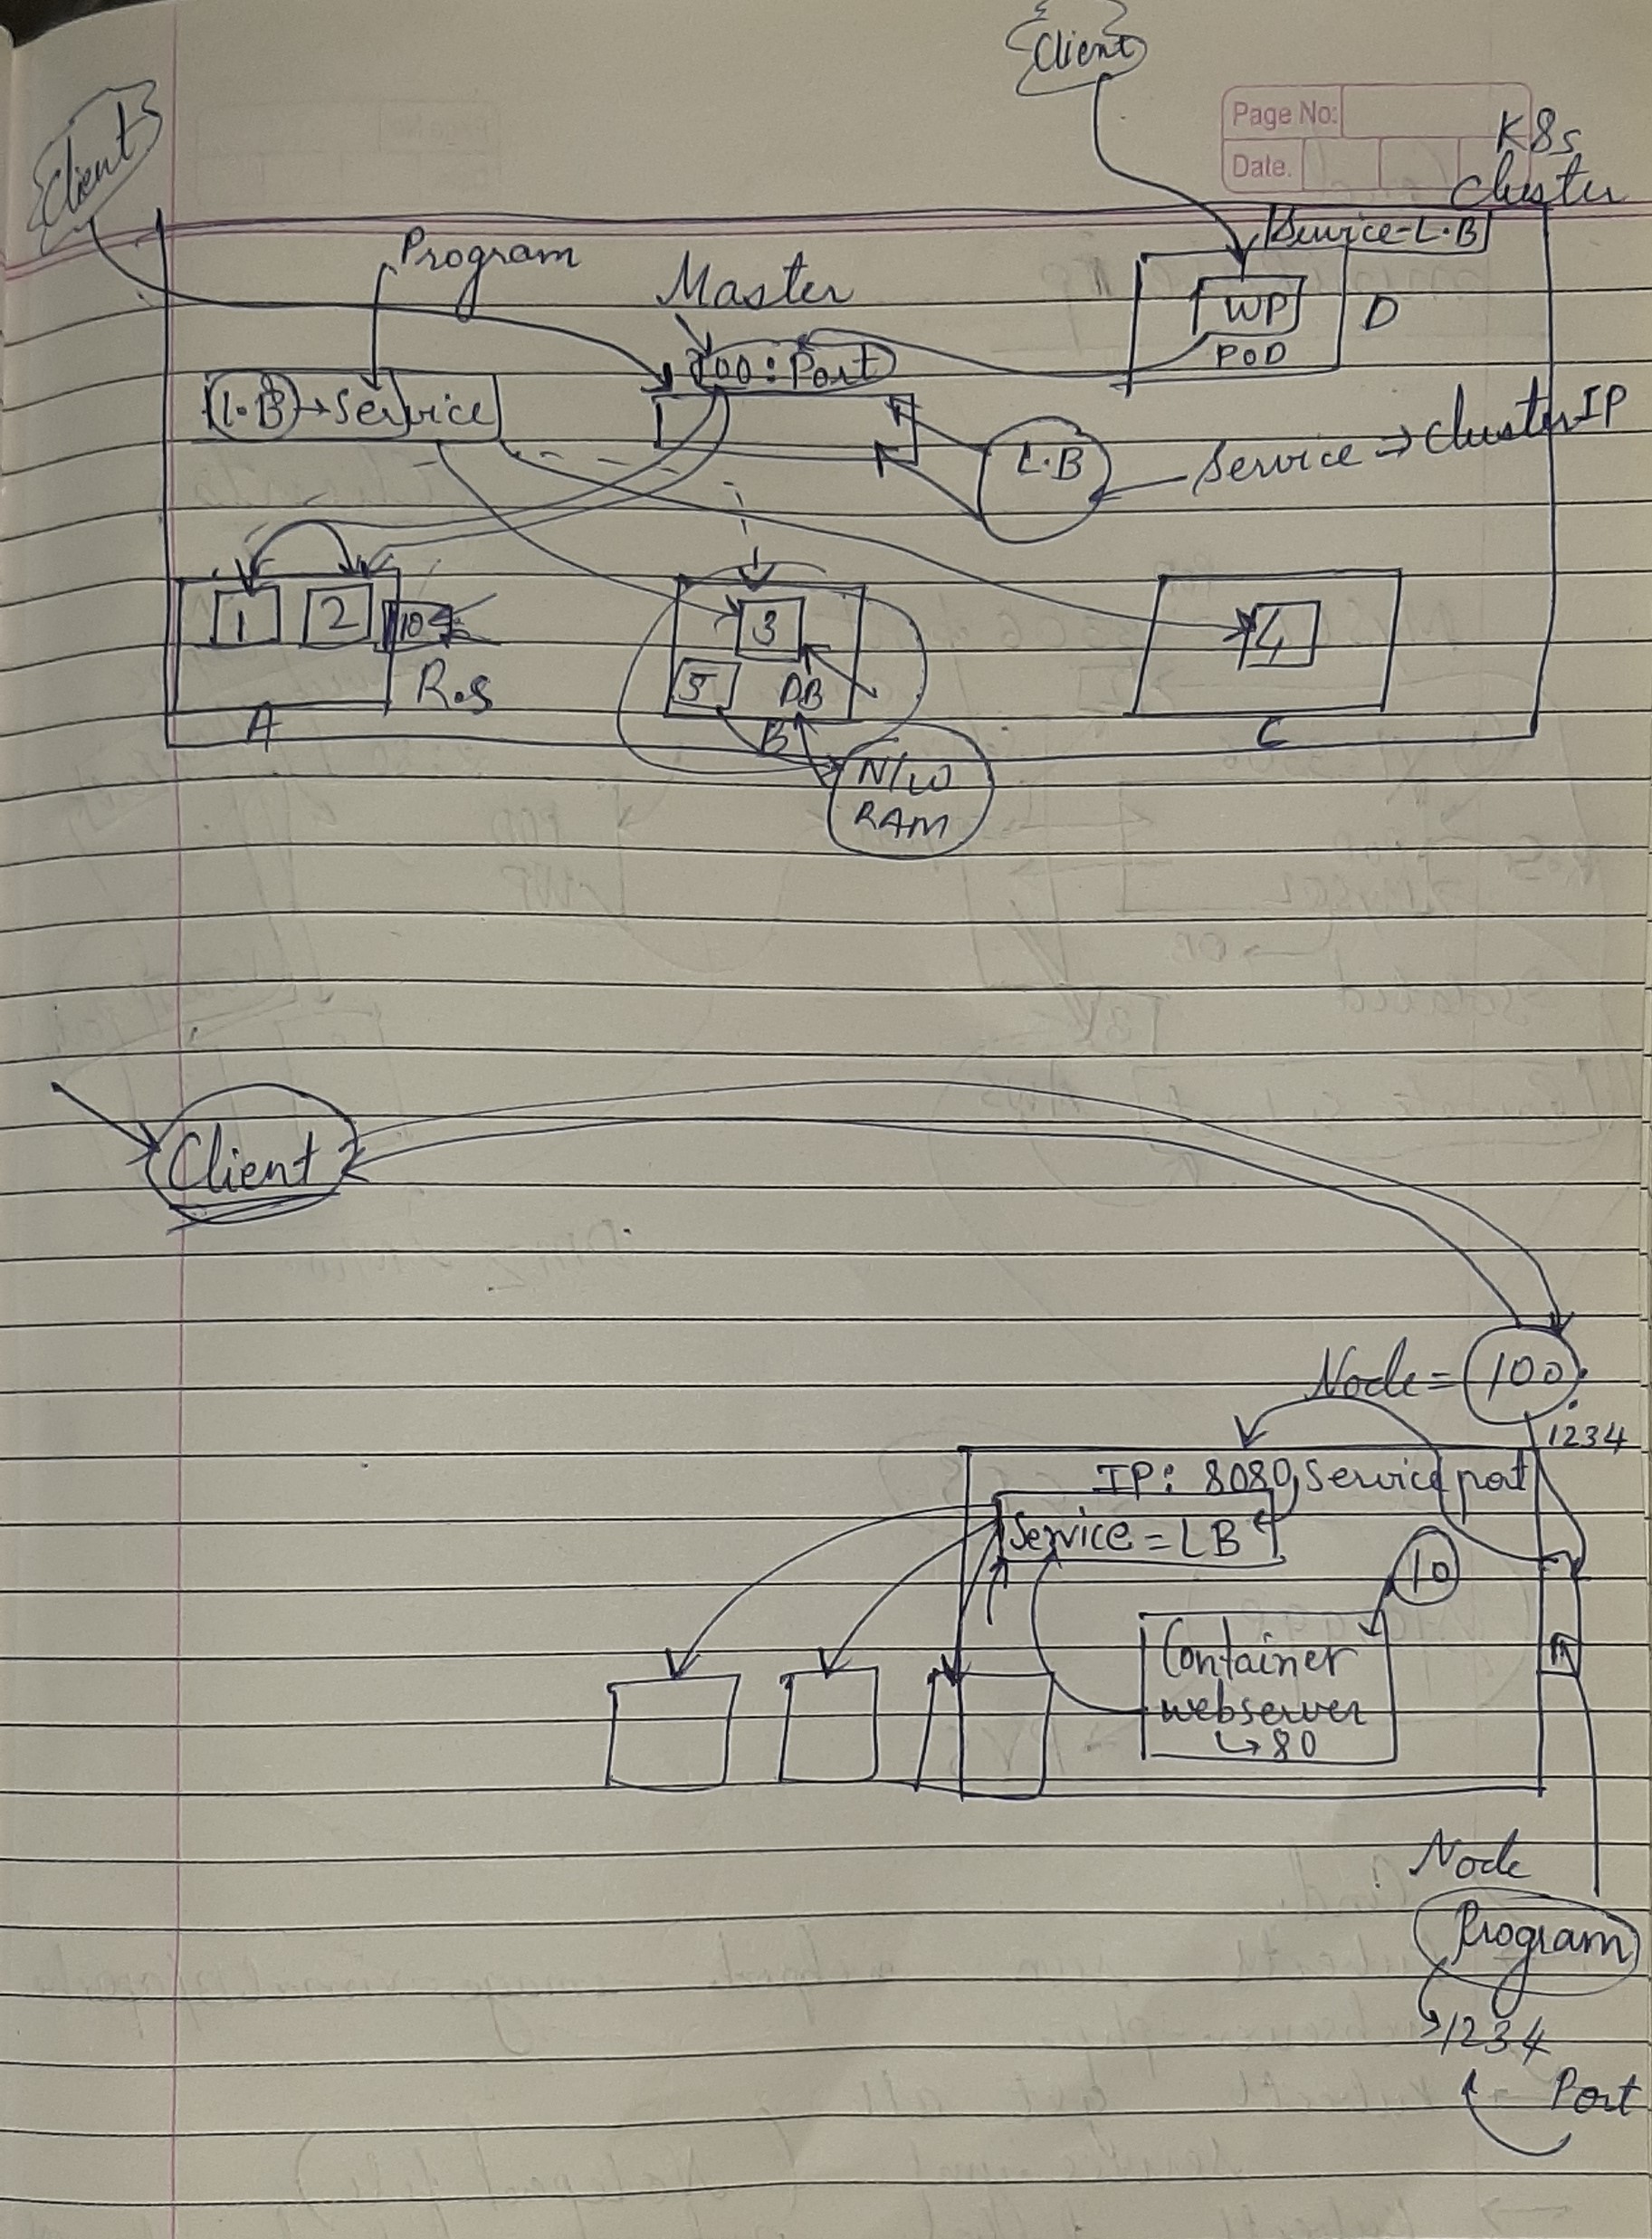 Client
Client
Page No:
Date.
K8s
cluster
Service-L.B
Program
Master
WP
POD
D
100 : Port
L.B → Service
L.B
Service → cluster IP
1
2
10
R.S
A
3
5
DB
B
4
C
N/W
RAM
Client
Node = 100
1234
IP: 8080, Service port
Service = LB
10
Container
webserver
↳ 80
Node
Program
↳ 1234
Port